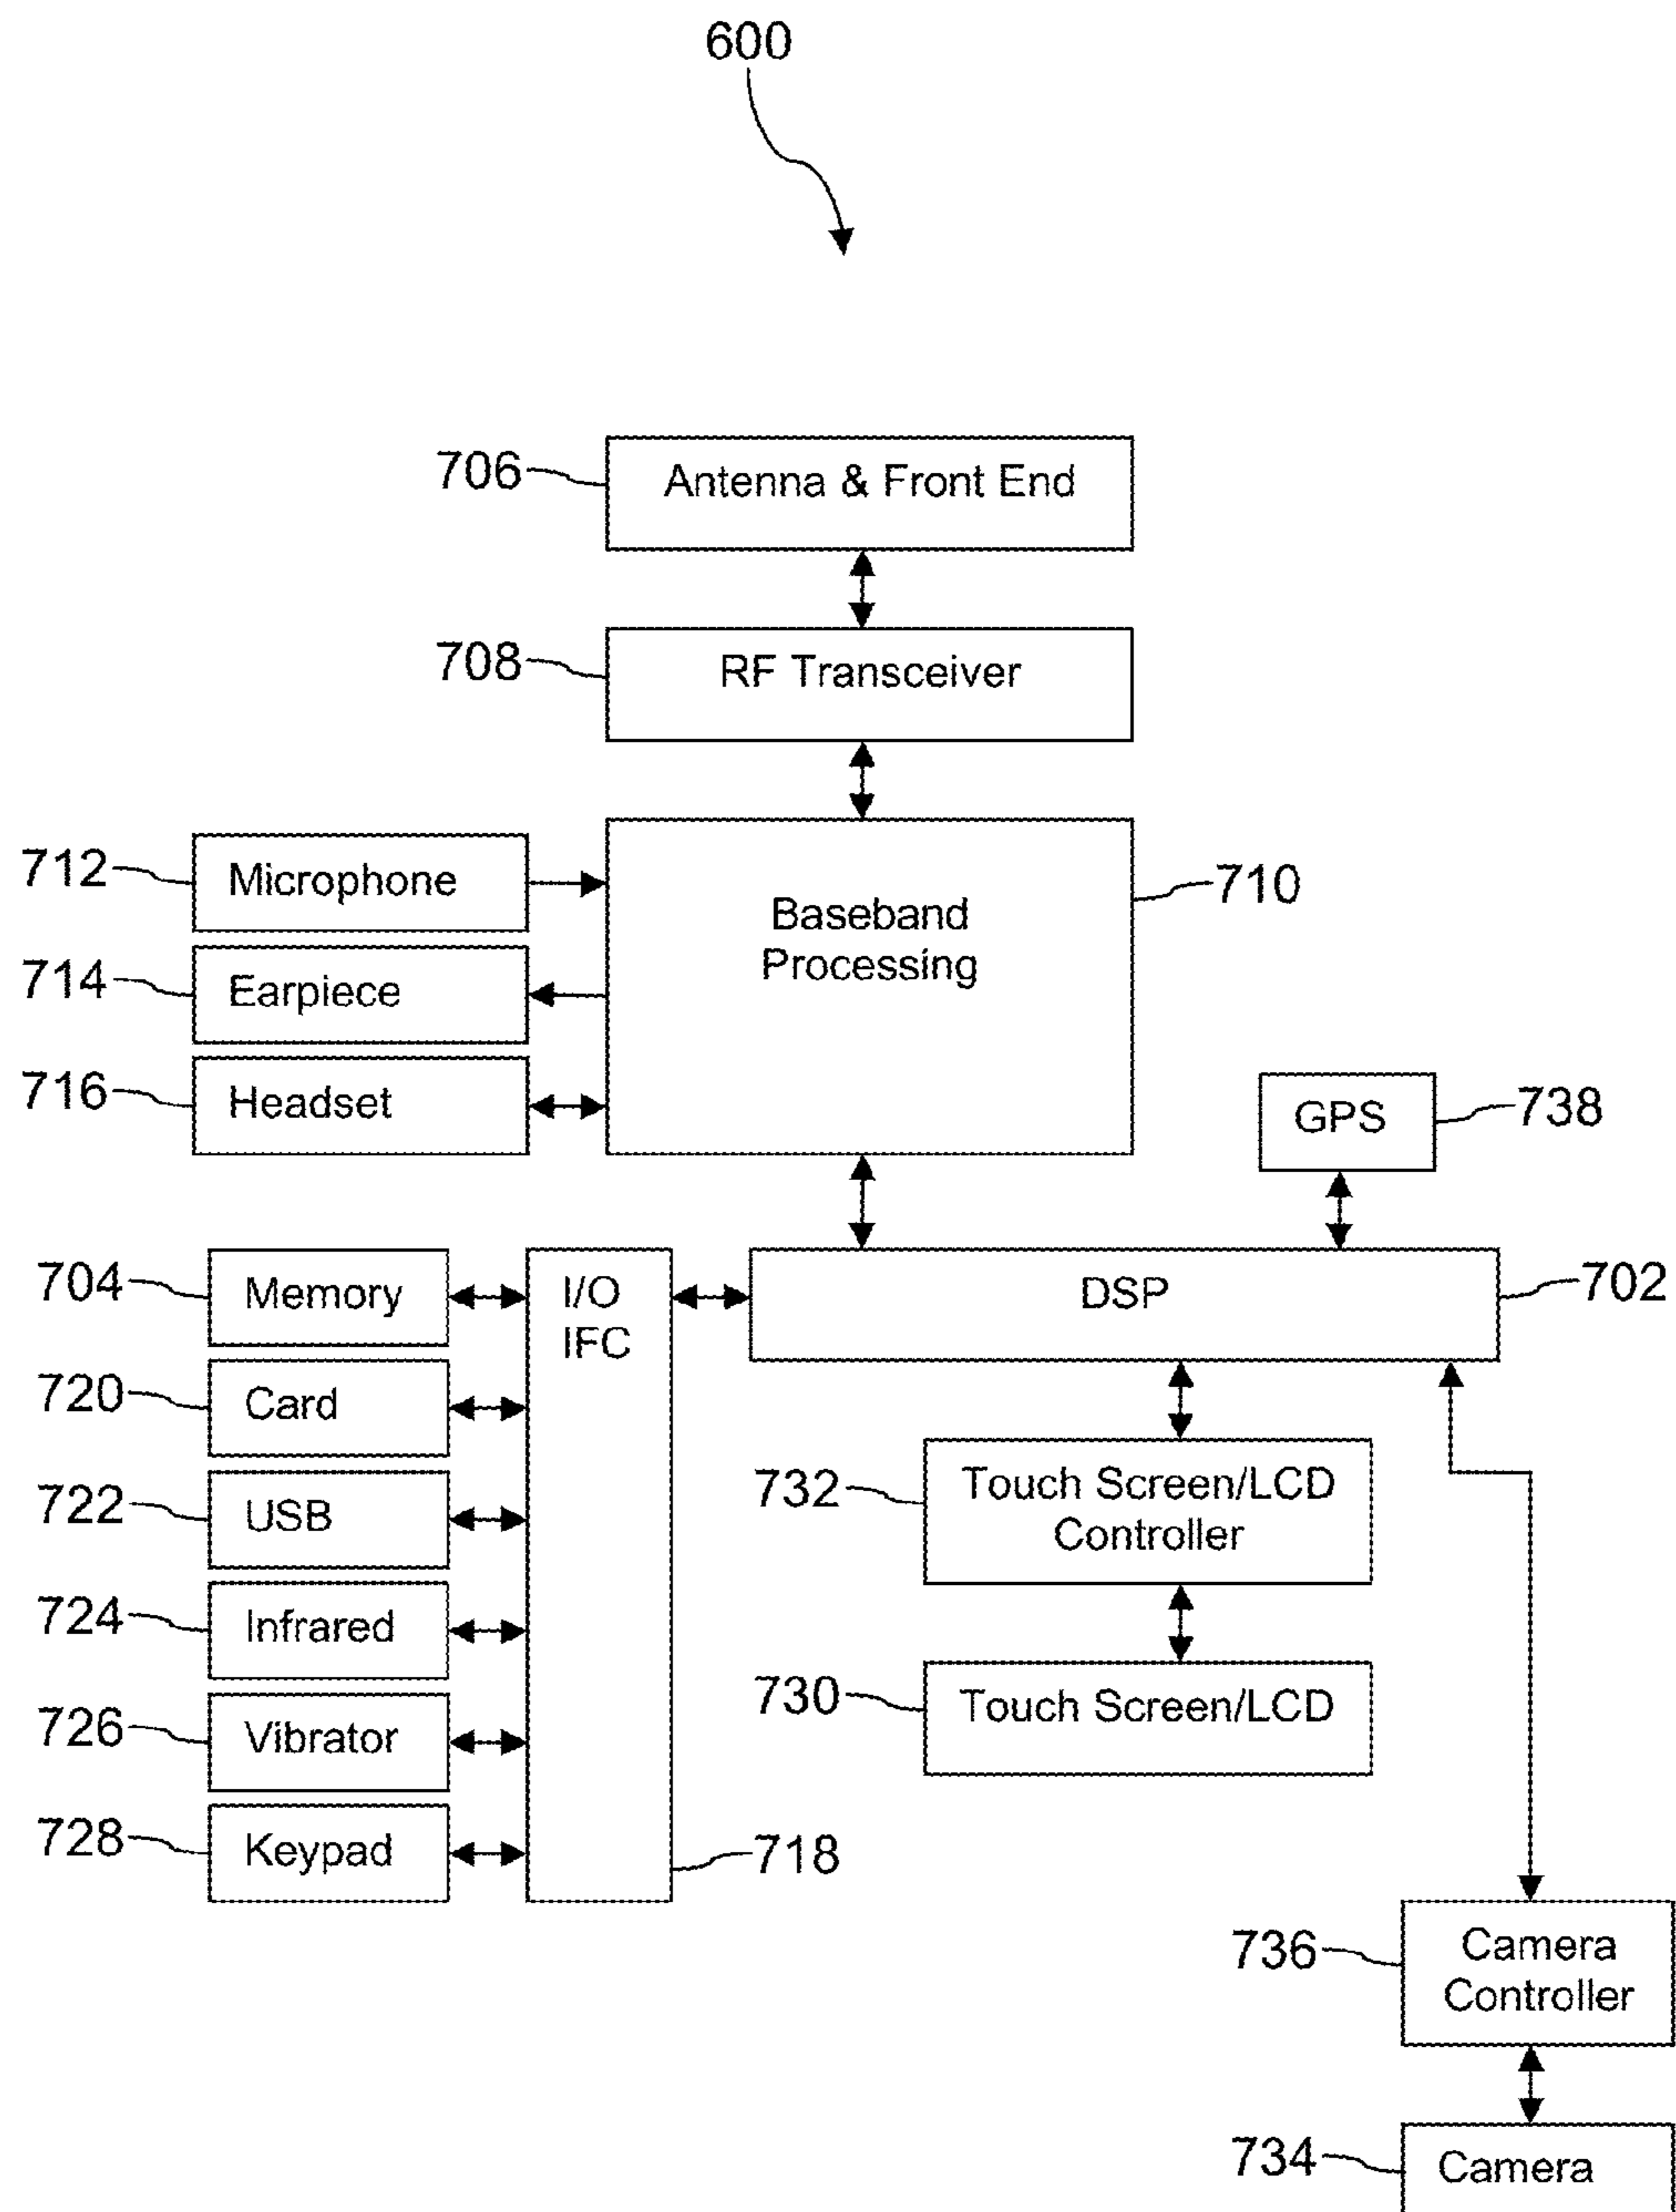 600
706
Antenna & Front End
708
RF Transceiver
712
Microphone
Baseband
Processing
710
714
Earpiece
716
Headset
GPS
738
704
Memory
I/O
IFC
DSP
702
720
Card
722
USB
732
Touch Screen/LCD
Controller
724
Infrared
730
Touch Screen/LCD
726
Vibrator
728
Keypad
718
736
Camera
Controller
734
Camera